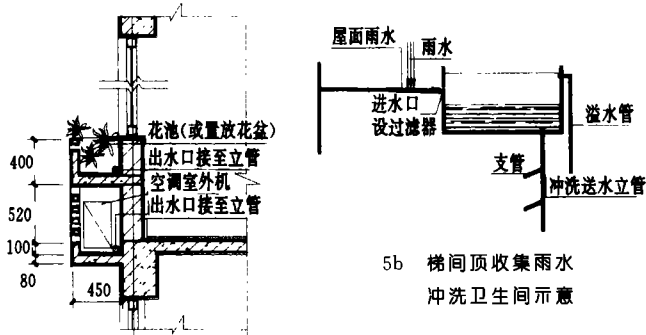 花池(或置放花盆)
出水口接至立管
空调室外机
出水口接至立管
400
520
100
80
450
屋面雨水
雨水
进水口
设过滤器
溢水管
支管
冲洗送水立管
5b 梯间顶收集雨水
冲洗卫生间示意